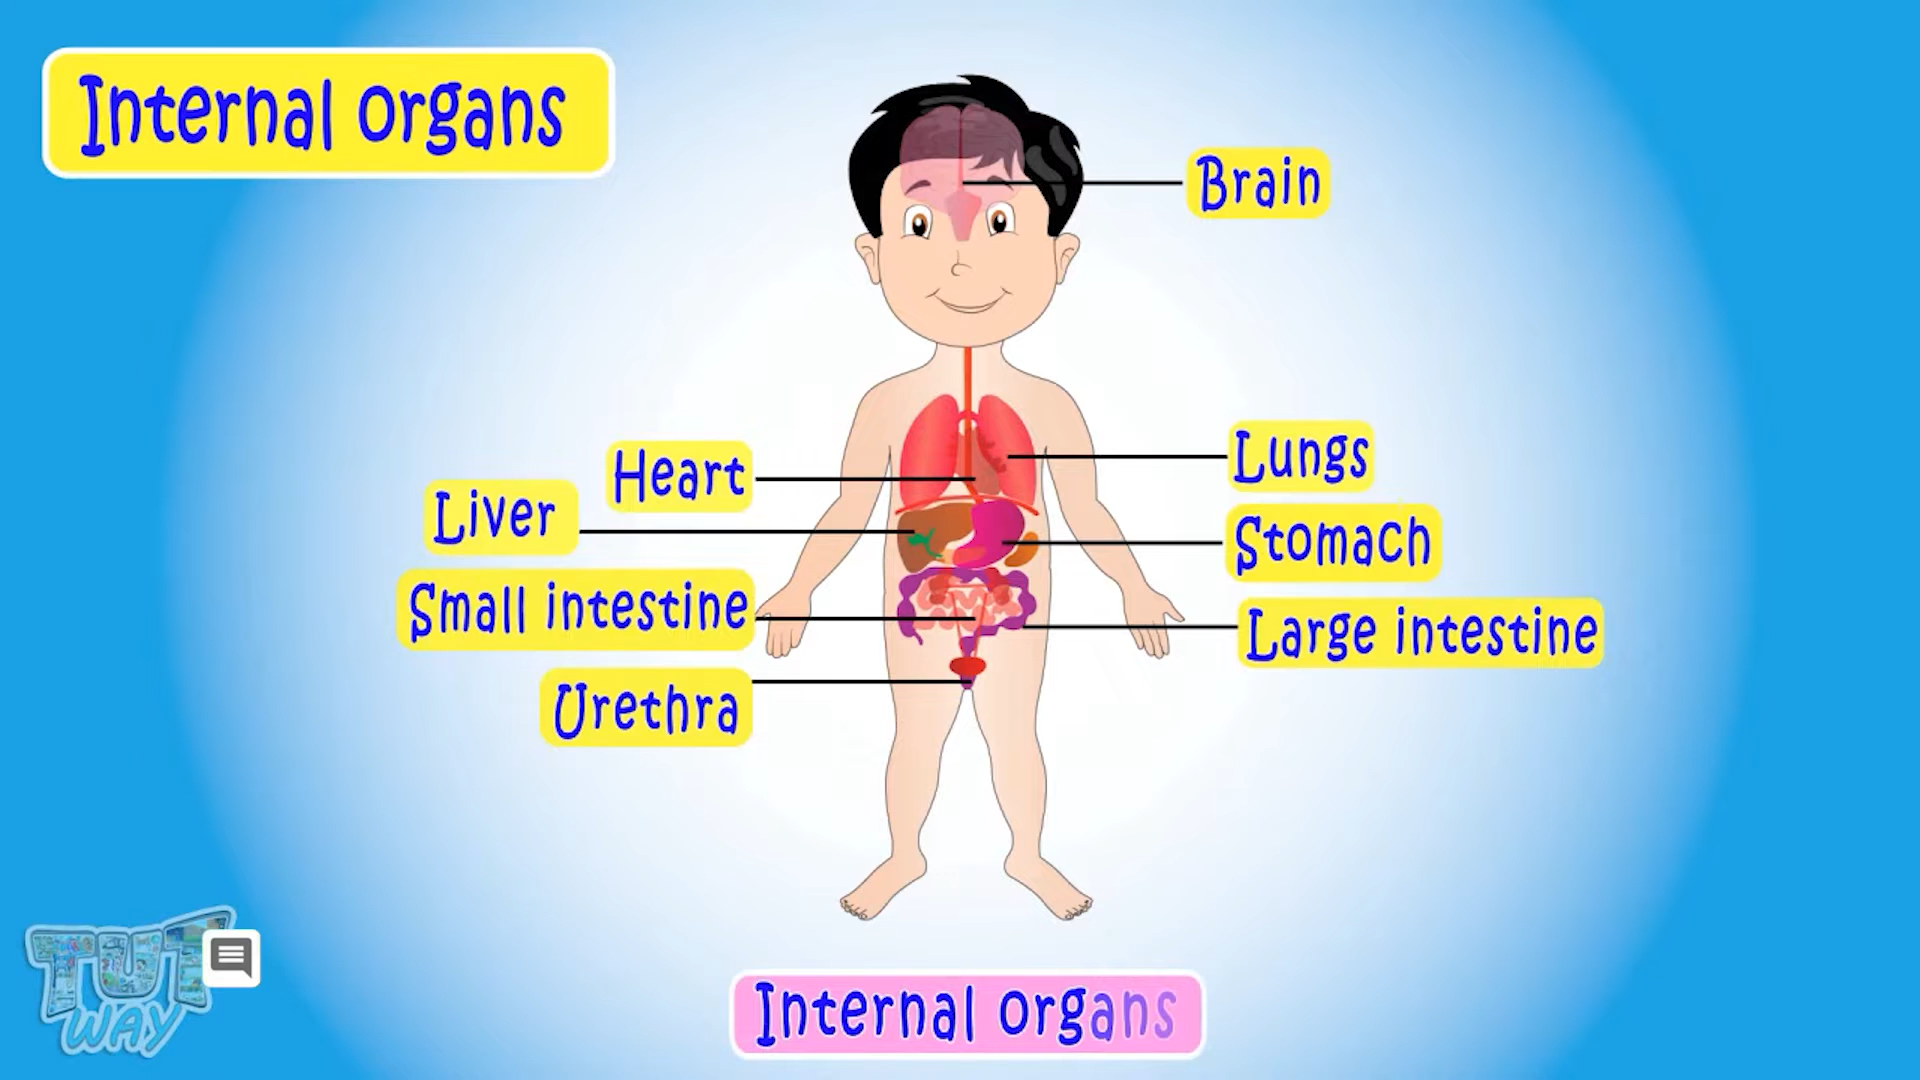 Internal organs
Brain
Heart
Lungs
Liver
Stomach
Small intestine
Large intestine
Urethra
TUT
WAY
Internal organs